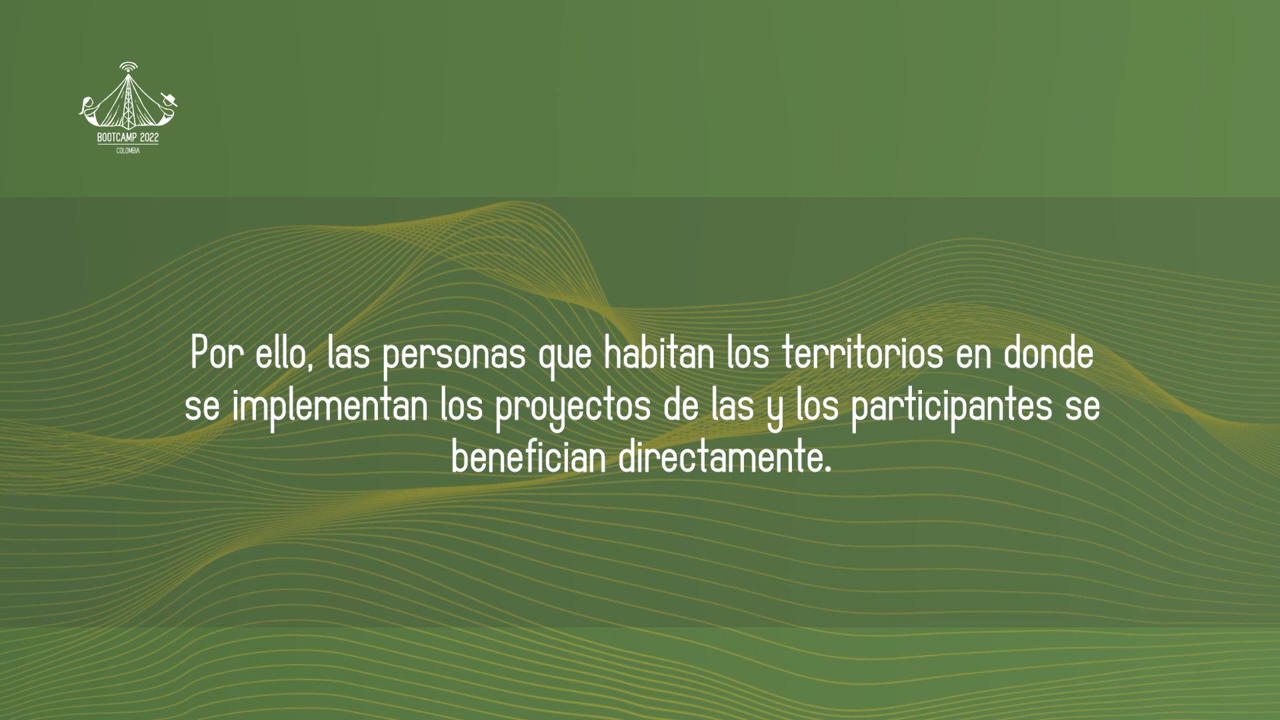 BOOTCAMP 2022
COLOMBIA
Por ello, las personas que habitan los territorios en donde
se implementan los proyectos de las y los participantes se
benefician directamente.